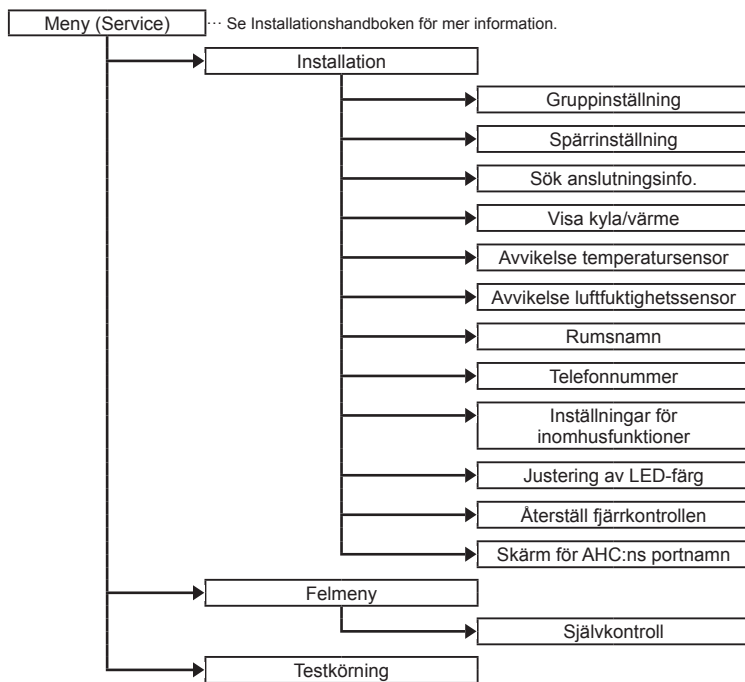 Meny (Service) ··· Se Installationshandboken för mer information.
Installation
Gruppinställning
Spärrinställning
Sök anslutningsinfo.
Visa kyla/värme
Avvikelse temperatursensor
Avvikelse luftfuktighetssensor
Rumsnamn
Telefonnummer
Inställningar för
inomhusfunktioner
Justering av LED-färg
Återställ fjärrkontrollen
Skärm för AHC:ns portnamn
Felmeny
Självkontroll
Testkörning